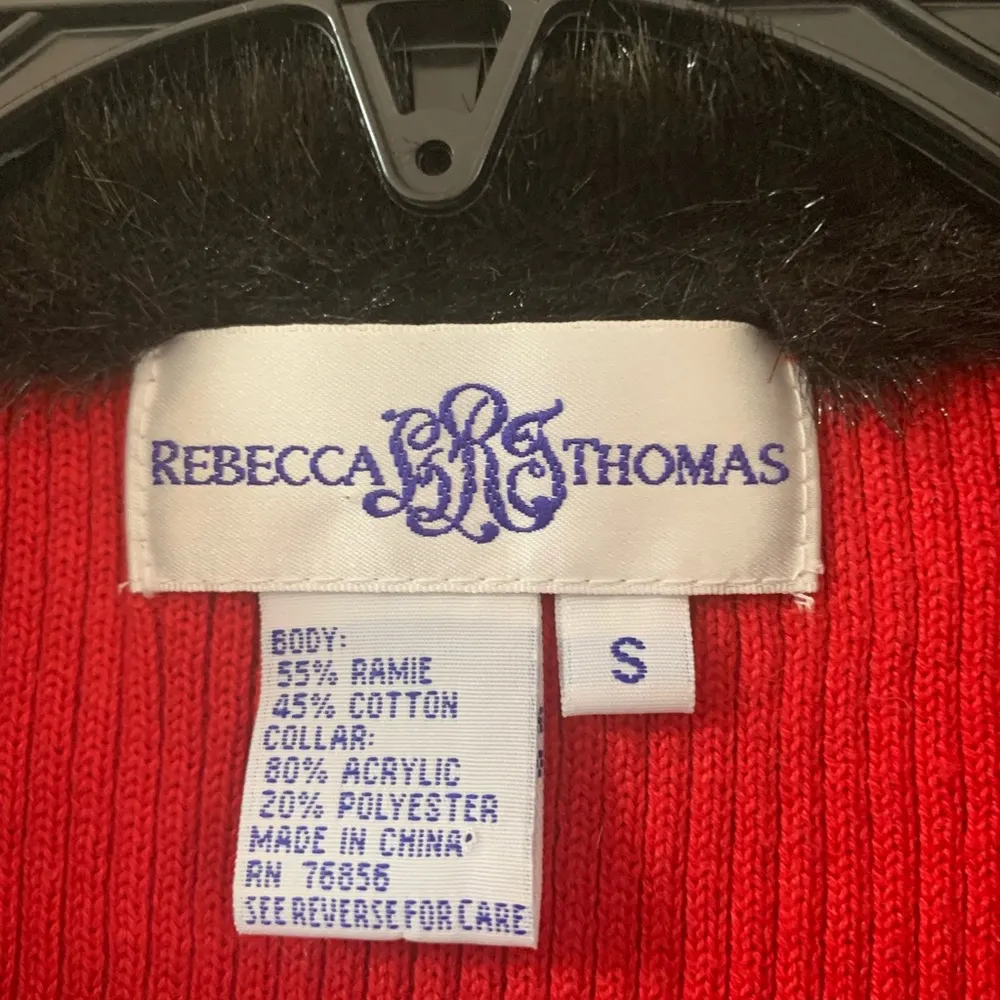 REBECCA RT THOMAS
S
BODY:
55% RAMIE
45% COTTON
COLLAR:
80% ACRYLIC
20% POLYESTER
MADE IN CHINA
RN 76856
SEE REVERSE FOR CARE